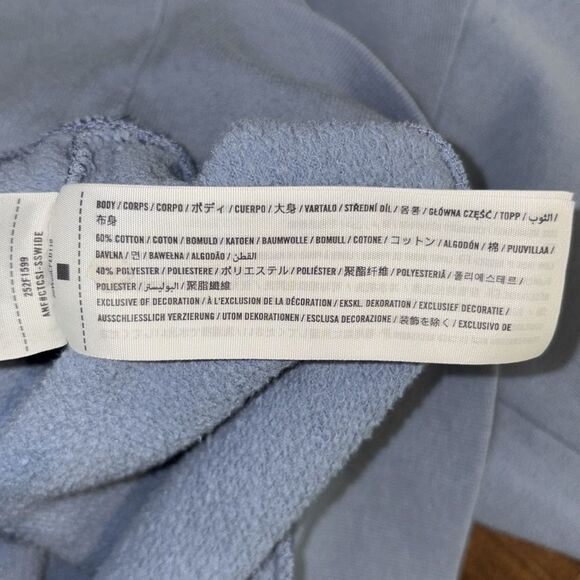 BODY / CORPS / CORPO / ボディ / CUERPO / 大身 / VARTALO / STŘEDNÍ DÍL / 몸통 / GŁÓWNA CZĘŚĆ / TOPP / الثوب /
布身
60% COTTON / COTON / BOMULD / KATOEN / BAUMWOLLE / BOMULL / COTONE / コットン / ALGODÓN / 棉 / PUUVILLAA /
BAVLNA / 면 / BAWEŁNA / ALGODÃO / القطن /
40% POLYESTER / POLIESTERE / ポリエステル / POLIÉSTER / 聚酯纤维 / POLYESTERIÄ / 폴리에스테르 /
POLIESTER / البوليستر / 聚脂纖維
EXCLUSIVE OF DECORATION / À L'EXCLUSION DE LA DÉCORATION / EKSKL. DEKORATION / EXCLUSIEF DECORATIE /
AUSSCHLIESSLICH VERZIERUNG / UTOM DEKORATIONEN / ESCLUSA DECORAZIONE / 装飾を除く / EXCLUSIVO DE
252F1599
ANF#CTCSI-SSWIDE